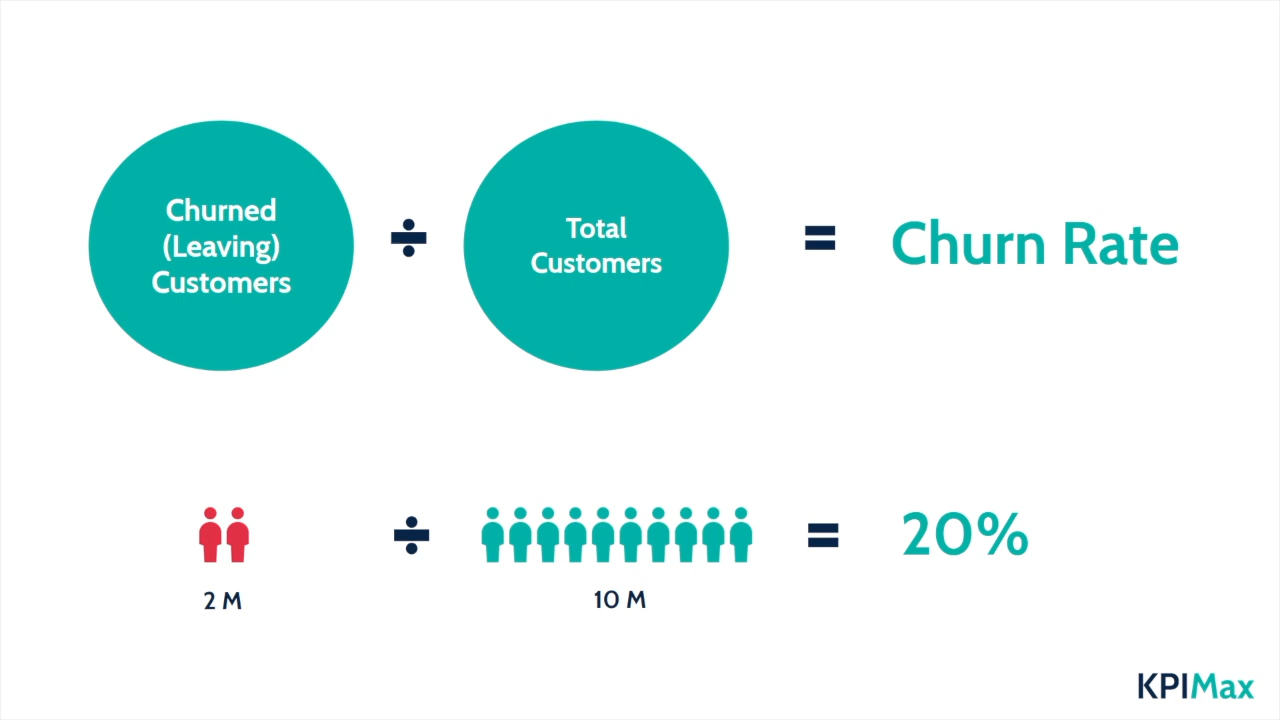 Churned
(Leaving)
Customers
÷
Total
Customers
=
Churn Rate
÷
=
20%
2 M
10 M
KPIMax